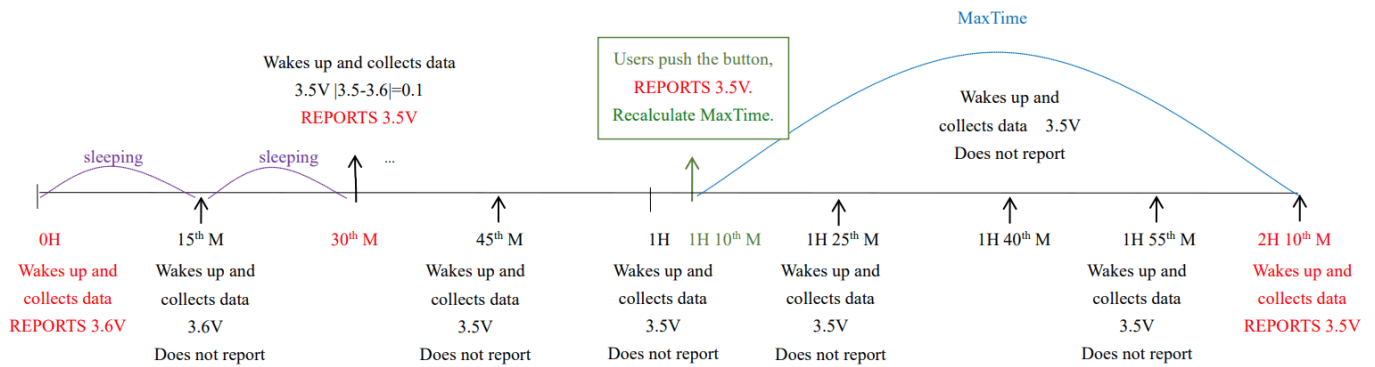 MaxTime
Wakes up and collects data
3.5V |3.5-3.6|=0.1
REPORTS 3.5V
Users push the button,
REPORTS 3.5V.
Recalculate MaxTime.
Wakes up and
collects data 3.5V
Does not report
sleeping
sleeping
...
0H
15th M
30th M
45th M
1H
1H 10th M
1H 25th M
1H 40th M
1H 55th M
2H 10th M
Wakes up and
collects data
REPORTS 3.6V
Wakes up and
collects data
3.6V
Does not report
Wakes up and
collects data
3.5V
Does not report
Wakes up and
collects data
3.5V
Does not report
Wakes up and
collects data
3.5V
Does not report
Wakes up and
collects data
3.5V
Does not report
Wakes up and
collects data
REPORTS 3.5V